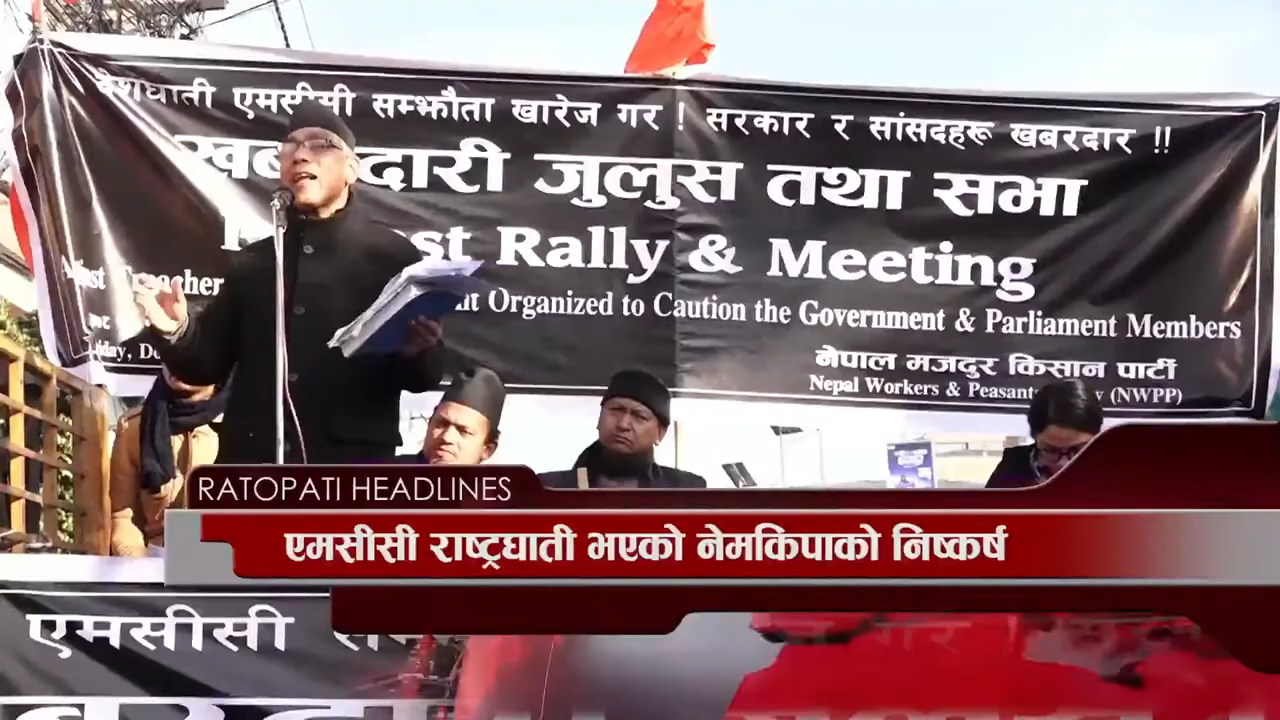 देशघाती एमसीसी सम्झौता खारेज गर ! सरकार र सांसदहरू खबरदार !!
खबरदारी जुलुस तथा सभा
Rally & Meeting
Organized to Caution the Government & Parliament Members
नेपाल मजदुर किसान पार्टी
Nepal Workers & Peasants (NWPP)
RATOPATI HEADLINES
एमसीसी राष्ट्रघाती भएको नेमकिपाको निष्कर्ष
एमसीसी